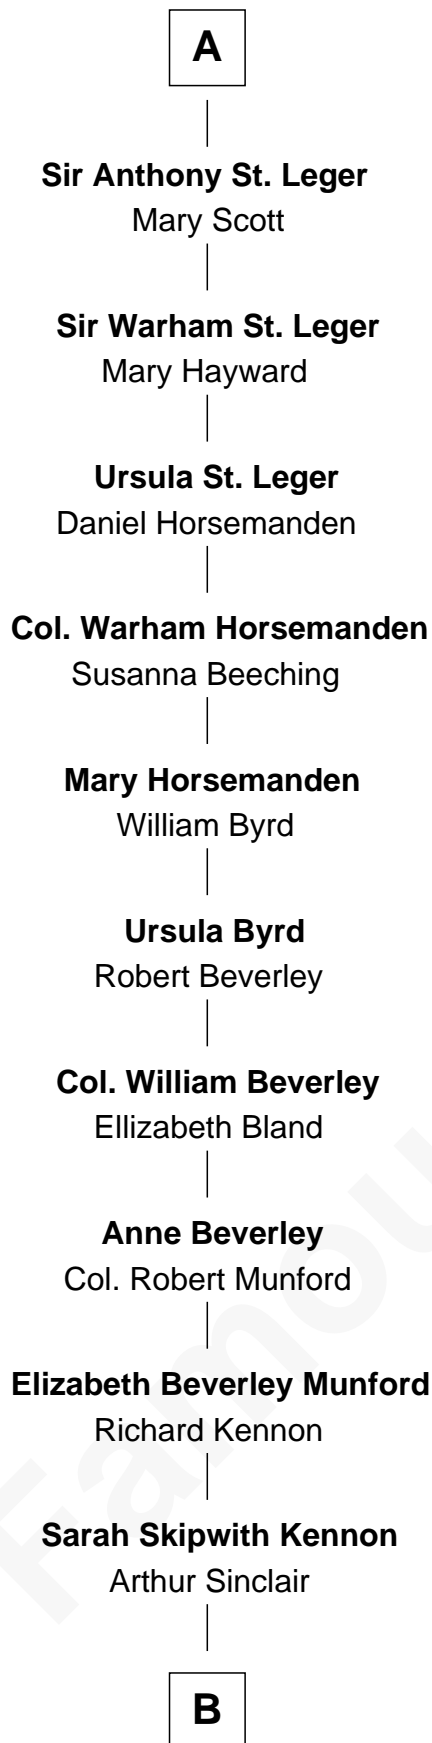 A
Sir Anthony St. Leger
Mary Scott
Sir Warham St. Leger
Mary Hayward
Ursula St. Leger
Daniel Horsemanden
Col. Warham Horsemanden
Susanna Beeching
Mary Horsemanden
William Byrd
Ursula Byrd
Robert Beverley
Col. William Beverley
Ellizabeth Bland
Anne Beverley
Col. Robert Munford
Elizabeth Beverley Munford
Richard Kennon
Sarah Skipwith Kennon
Arthur Sinclair
B